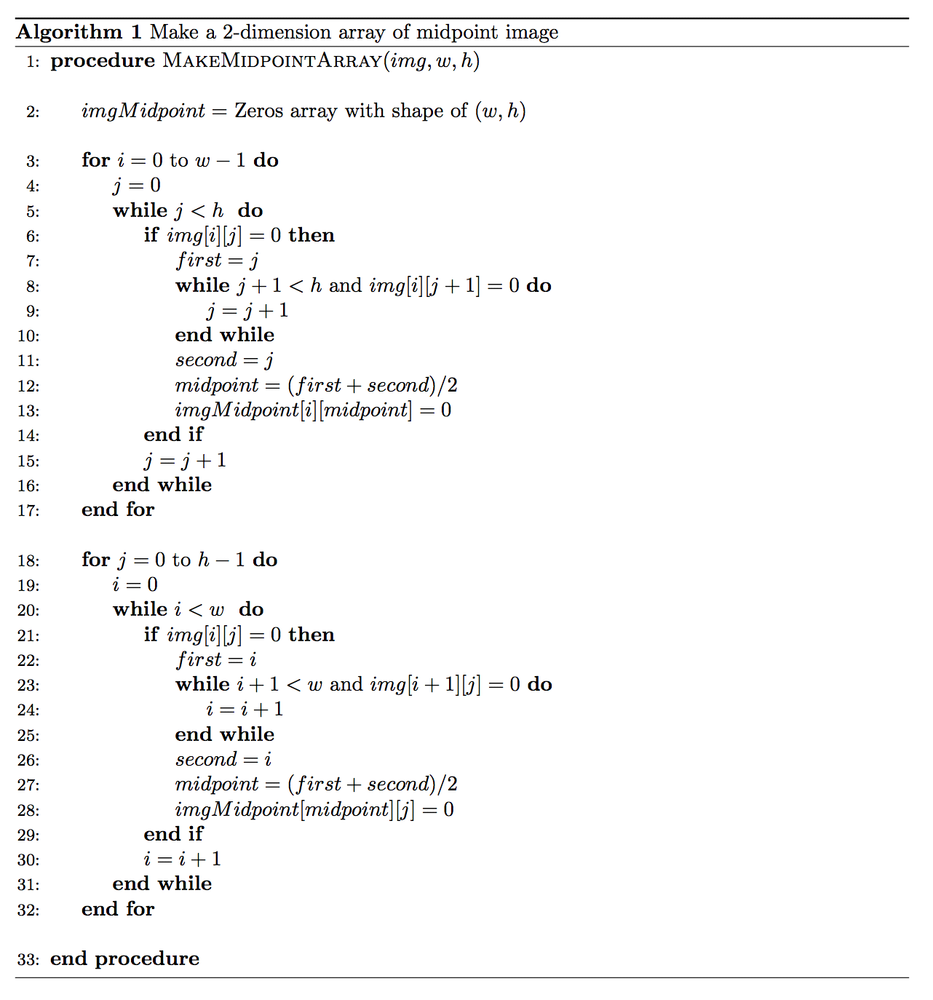 Algorithm 1 Make a 2-dimension array of midpoint image
1: procedure MAKEMIDPOINTARRAY(img, w, h)
2: imgMidpoint = Zeros array with shape of (w, h)
3: for i = 0 to w − 1 do
4: j = 0
5: while j < h do
6: if img[i][j] = 0 then
7: first = j
8: while j + 1 < h and img[i][j + 1] = 0 do
9: j = j + 1
10: end while
11: second = j
12: midpoint = (first + second)/2
13: imgMidpoint[i][midpoint] = 0
14: end if
15: j = j + 1
16: end while
17: end for
18: for j = 0 to h − 1 do
19: i = 0
20: while i < w do
21: if img[i][j] = 0 then
22: first = i
23: while i + 1 < w and img[i + 1][j] = 0 do
24: i = i + 1
25: end while
26: second = i
27: midpoint = (first + second)/2
28: imgMidpoint[midpoint][j] = 0
29: end if
30: i = i + 1
31: end while
32: end for
33: end procedure